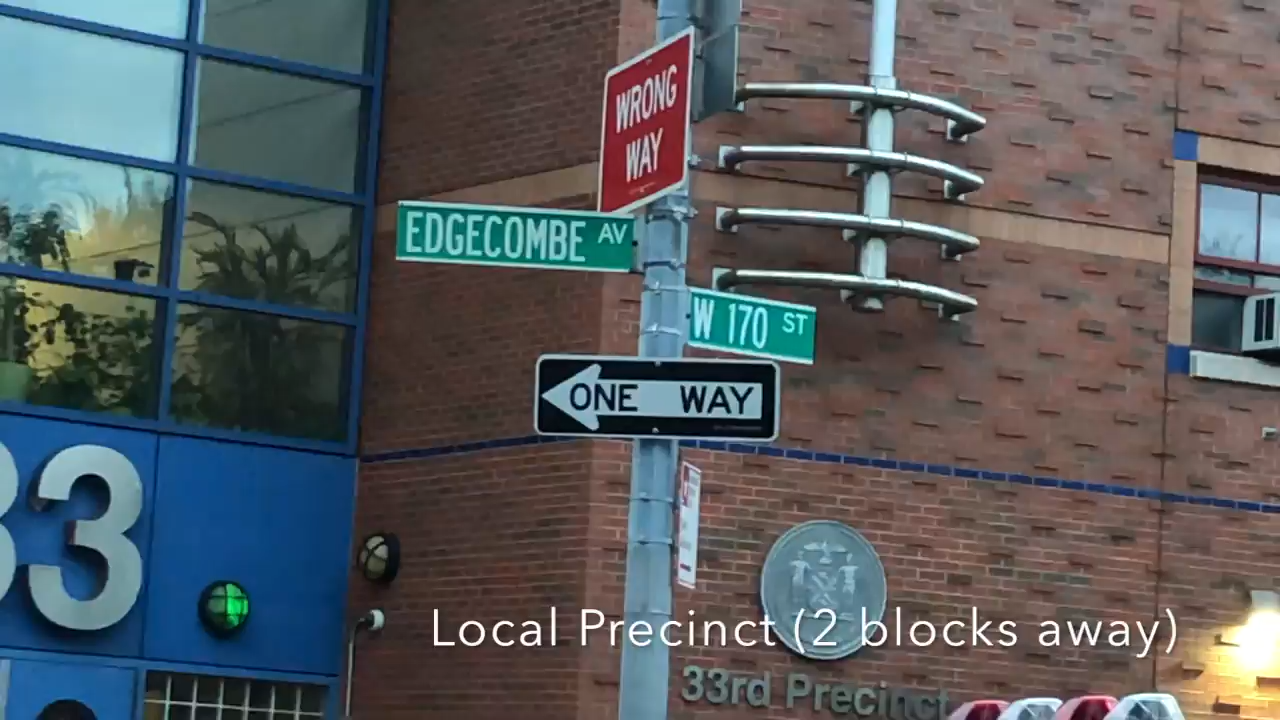 WRONG
WAY
EDGECOMBE AV
W 170 ST
ONE WAY
33
Local Precinct (2 blocks away)
33rd Precinct